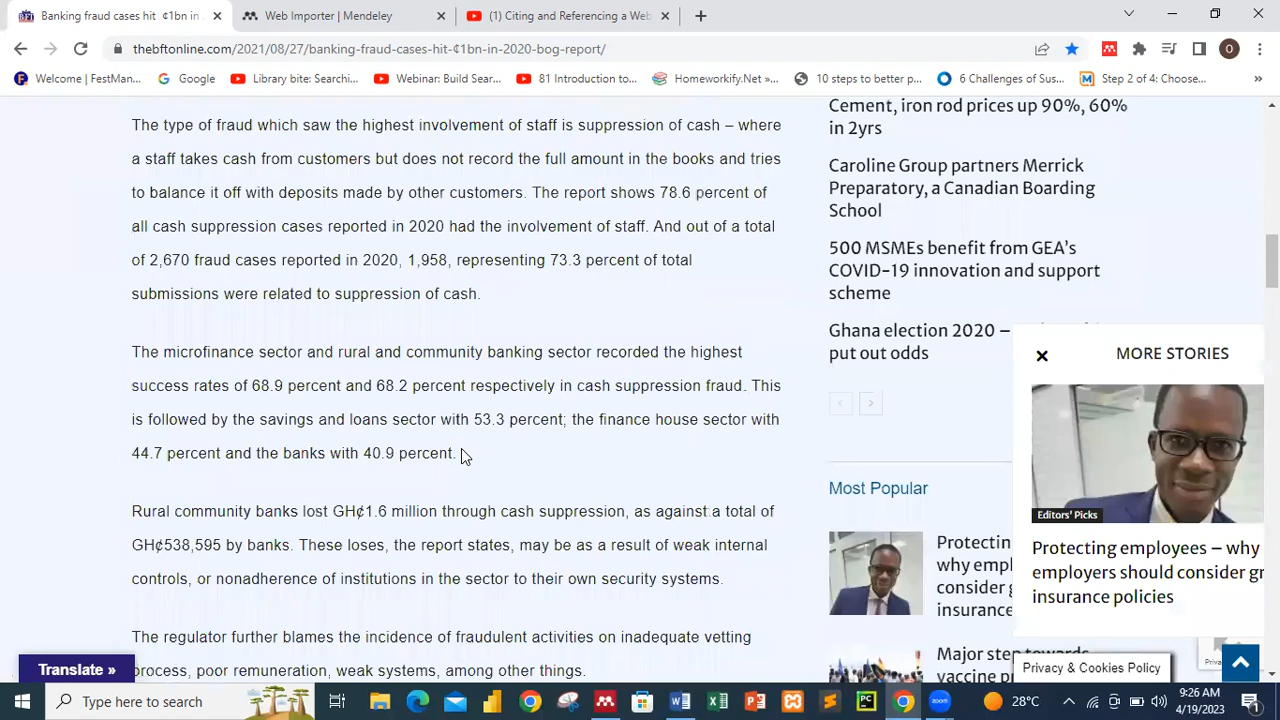 Banking fraud cases hit ¢1bn in
Web Importer | Mendeley
(1) Citing and Referencing a Web
thebftonline.com/2021/08/27/banking-fraud-cases-hit-¢1bn-in-2020-bog-report/
O
Welcome | FestMan...
Google
Library bite: Searchi...
Webinar: Build Sear...
81 Introduction to...
Homeworkify.Net »...
10 steps to better p...
6 Challenges of Sus...
Step 2 of 4: Choose...
»
The type of fraud which saw the highest involvement of staff is suppression of cash – where
a staff takes cash from customers but does not record the full amount in the books and tries
to balance it off with deposits made by other customers. The report shows 78.6 percent of
all cash suppression cases reported in 2020 had the involvement of staff. And out of a total
of 2,670 fraud cases reported in 2020, 1,958, representing 73.3 percent of total
submissions were related to suppression of cash.
The microfinance sector and rural and community banking sector recorded the highest
success rates of 68.9 percent and 68.2 percent respectively in cash suppression fraud. This
is followed by the savings and loans sector with 53.3 percent; the finance house sector with
44.7 percent and the banks with 40.9 percent.
Rural community banks lost GH¢1.6 million through cash suppression, as against a total of
GH¢538,595 by banks. These loses, the report states, may be as a result of weak internal
controls, or nonadherence of institutions in the sector to their own security systems.
The regulator further blames the incidence of fraudulent activities on inadequate vetting
process, poor remuneration, weak systems, among other things.
Cement, iron rod prices up 90%, 60%
in 2yrs
Caroline Group partners Merrick
Preparatory, a Canadian Boarding
School
500 MSMEs benefit from GEA's
COVID-19 innovation and support
scheme
Ghana election 2020 –
put out odds
Most Popular
Protectin
why emp
consider g
insurance
Major step towards
vaccine p
MORE STORIES
Editors' Picks
Protecting employees – why
employers should consider gr
insurance policies
Privacy & Cookies Policy
Translate »
Type here to search
28°C
9:26 AM
4/19/2023